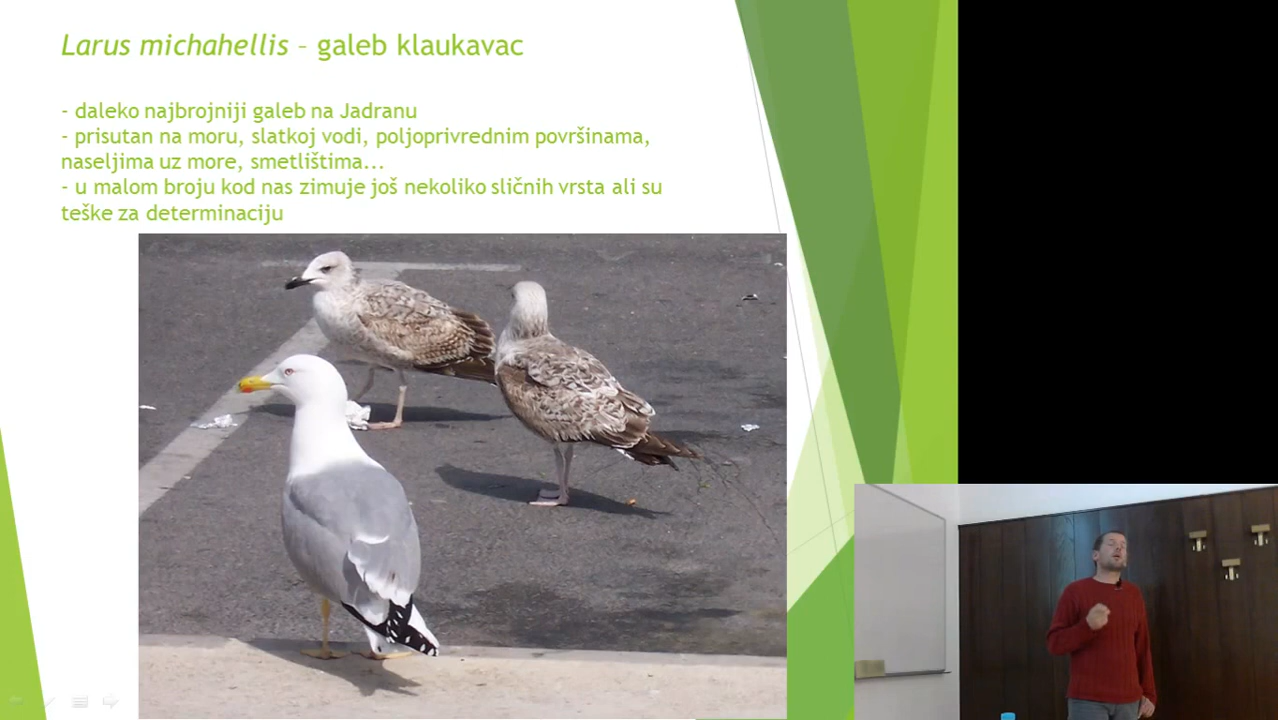 Larus michahellis – galeb klaukavac
- daleko najbrojniji galeb na Jadranu
- prisutan na moru, slatkoj vodi, poljoprivrednim površinama,
naseljima uz more, smetlištima...
- u malom broju kod nas zimuje još nekoliko sličnih vrsta ali su
teške za determinaciju